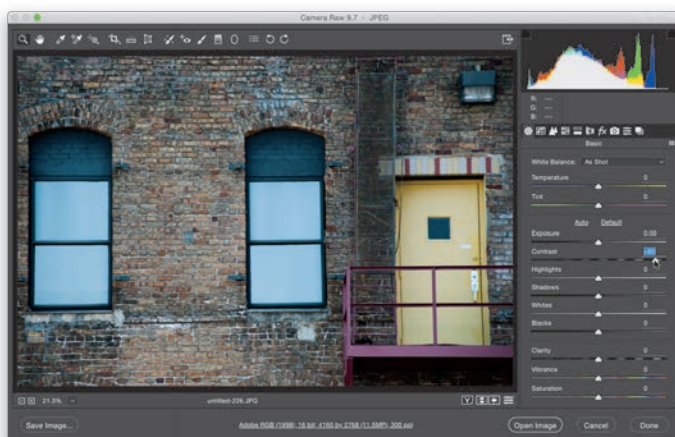 Camera Raw 9.7 - JPEG
R: ---
G: ---
B: ---
fx
Basic
White Balance: As Shot
Temperature 0
Tint 0
Auto Default
Exposure 0.00
Contrast
Highlights 0
Shadows 0
Whites 0
Blacks 0
Clarity 0
Vibrance 0
Saturation 0
21.3% untitled-226.JPG Y
Save Image... Adobe RGB (1998); 16 bit; 4160 by 2768 (11.5MP); 300 ppi Open Image Cancel Done